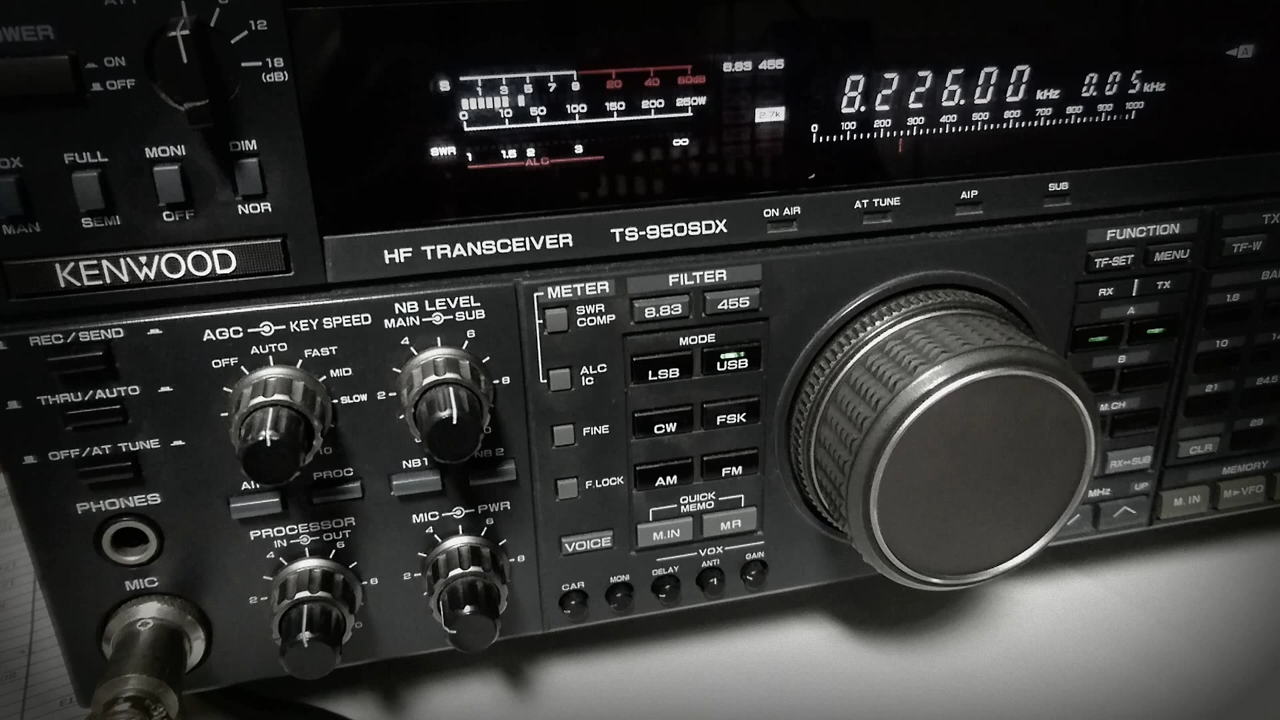 12
18
(dB)
ON
OFF
FULL
MONI
DIM
SEMI
OFF
NOR
MAN
KENWOOD
S 1 3 5 7 9 20 40 60dB
0 10 50 100 150 200 250W
SWR 1 1.5 2 3 ∞
ALC
8.83 455
2.7k
8.226.00 kHz 0.05 kHz
0 100 200 300 400 500 600 700 800 900 1000
A
HF TRANSCEIVER TS-950SDX
ON AIR
AT TUNE
AIP
SUB
REC/SEND
THRU/AUTO
OFF/AT TUNE
PHONES
MIC
AGC KEY SPEED
OFF AUTO FAST
MID
SLOW
NB LEVEL
MAIN SUB
4 6
2 8
PROC
NB1
NB2
PROCESSOR
IN OUT
4 6
2 8
MIC PWR
4 6
2 8
METER
SWR
COMP
ALC
Ic
FINE
F.LOCK
VOICE
FILTER
8.83 455
MODE
LSB USB
CW FSK
AM FM
QUICK
MEMO
M.IN MR
VOX
CAR MONI DELAY ANTI GAIN
FUNCTION
TF-SET MENU
RX TX
A
B
M.CH
RX↔SUB
MHz UP
TF-W
1.8
10
21
24.5
28
CLR
MEMORY
M.IN M►VFO